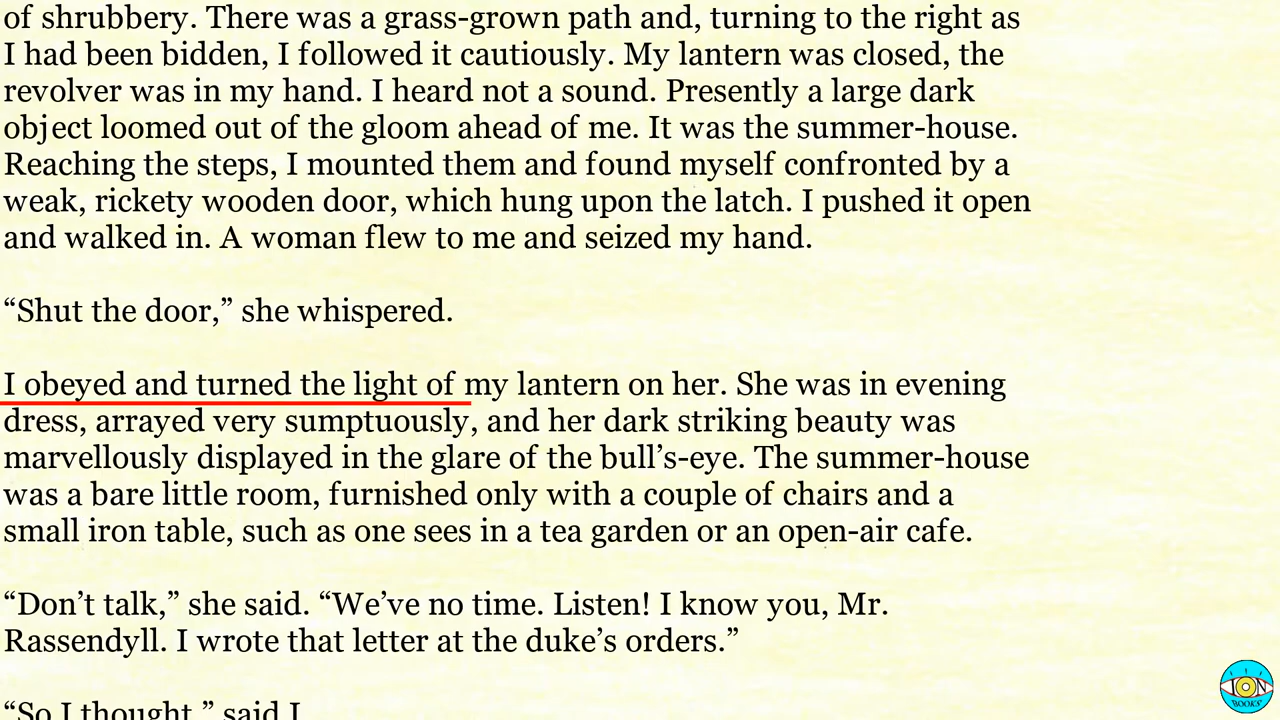 of shrubbery. There was a grass-grown path and, turning to the right as
I had been bidden, I followed it cautiously. My lantern was closed, the
revolver was in my hand. I heard not a sound. Presently a large dark
object loomed out of the gloom ahead of me. It was the summer-house.
Reaching the steps, I mounted them and found myself confronted by a
weak, rickety wooden door, which hung upon the latch. I pushed it open
and walked in. A woman flew to me and seized my hand.
“Shut the door,” she whispered.
I obeyed and turned the light of my lantern on her. She was in evening
dress, arrayed very sumptuously, and her dark striking beauty was
marvellously displayed in the glare of the bull’s-eye. The summer-house
was a bare little room, furnished only with a couple of chairs and a
small iron table, such as one sees in a tea garden or an open-air cafe.
“Don’t talk,” she said. “We’ve no time. Listen! I know you, Mr.
Rassendyll. I wrote that letter at the duke’s orders.”
“So I thought,” said I.
ION
BOOKS